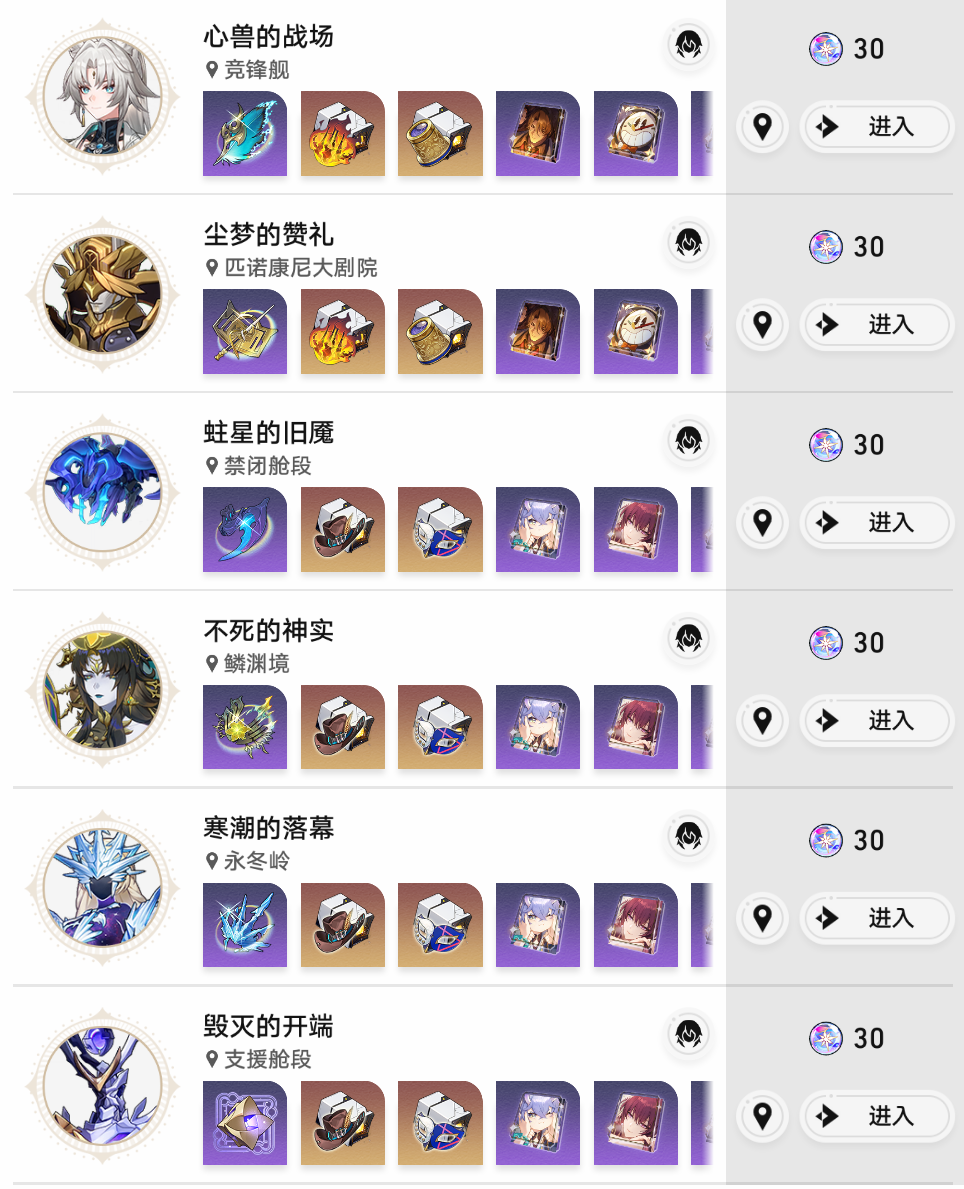 心兽的战场
竞锋舰
30
进入
尘梦的赞礼
匹诺康尼大剧院
30
进入
蛀星的旧魇
禁闭舱段
30
进入
不死的神实
鳞渊境
30
进入
寒潮的落幕
永冬岭
30
进入
毁灭的开端
支援舱段
30
进入